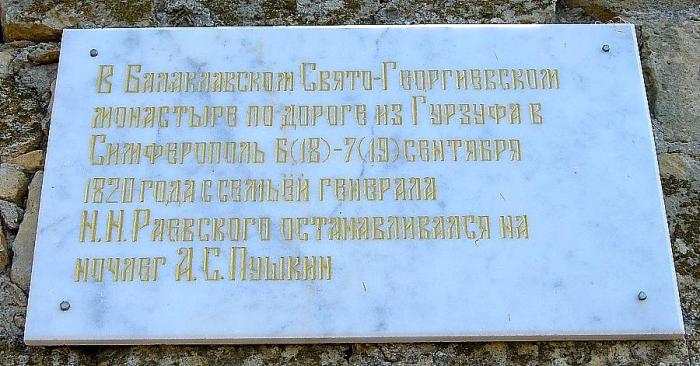 В Балаклавском Свято-Георгиевском
монастыре по дороге из Гурзуфа в
Симферополь 6(18)-7(19) сентября
1820 года с семьёй генерала
Н.Н.Раевского останавливался на
ночлег А.С.Пушкин